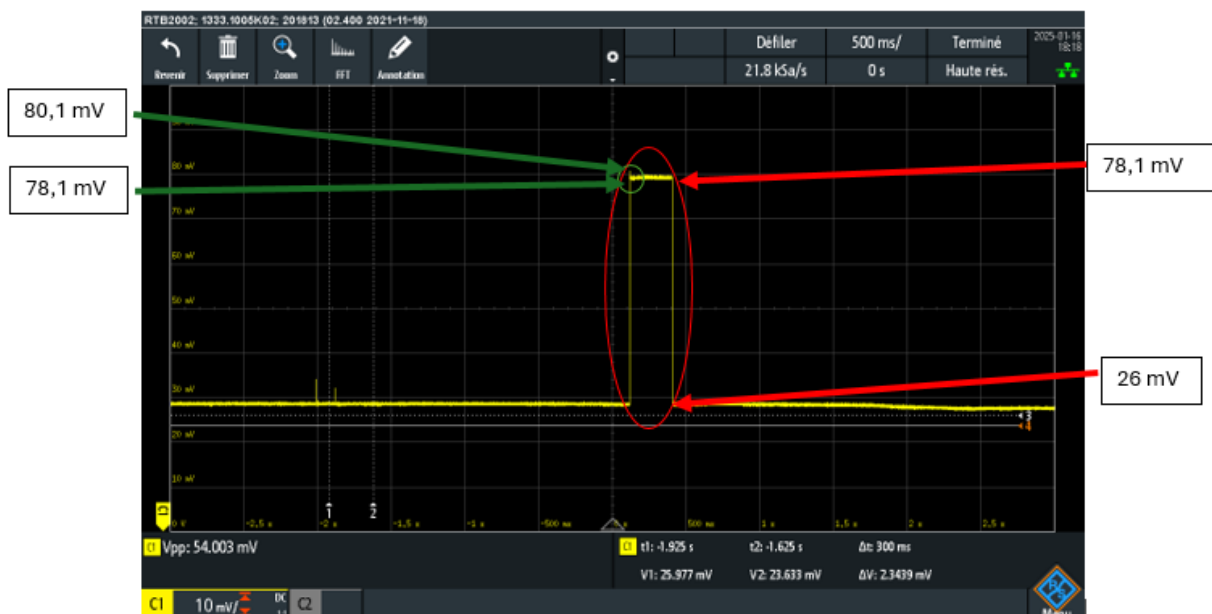 RTB2002; 1333.1005K02; 201813 (02.400 2021-11-18)
Défiler 500 ms/ Terminé 2025-01-16
18:18
Revenir Supprimer Zoom FFT Annotation
21.8 kSa/s 0 s Haute rés.
80,1 mV
80 mV
78,1 mV
78,1 mV
70 mV
60 mV
50 mV
40 mV
30 mV
26 mV
3
4
20 mV
10 mV
1 2
C1
0 V -2,5 s -2 s -1,5 s -1 s -500 ms 500 ms 1 s 1,5 s 2 s 2,5 s
C1 Vpp: 54.003 mV
C1 t1: -1.925 s t2: -1.625 s Δt: 300 ms
V1: 25.977 mV V2: 23.633 mV ΔV: 2.3439 mV
C1 10 mV/ DC C2
R&S
Menu